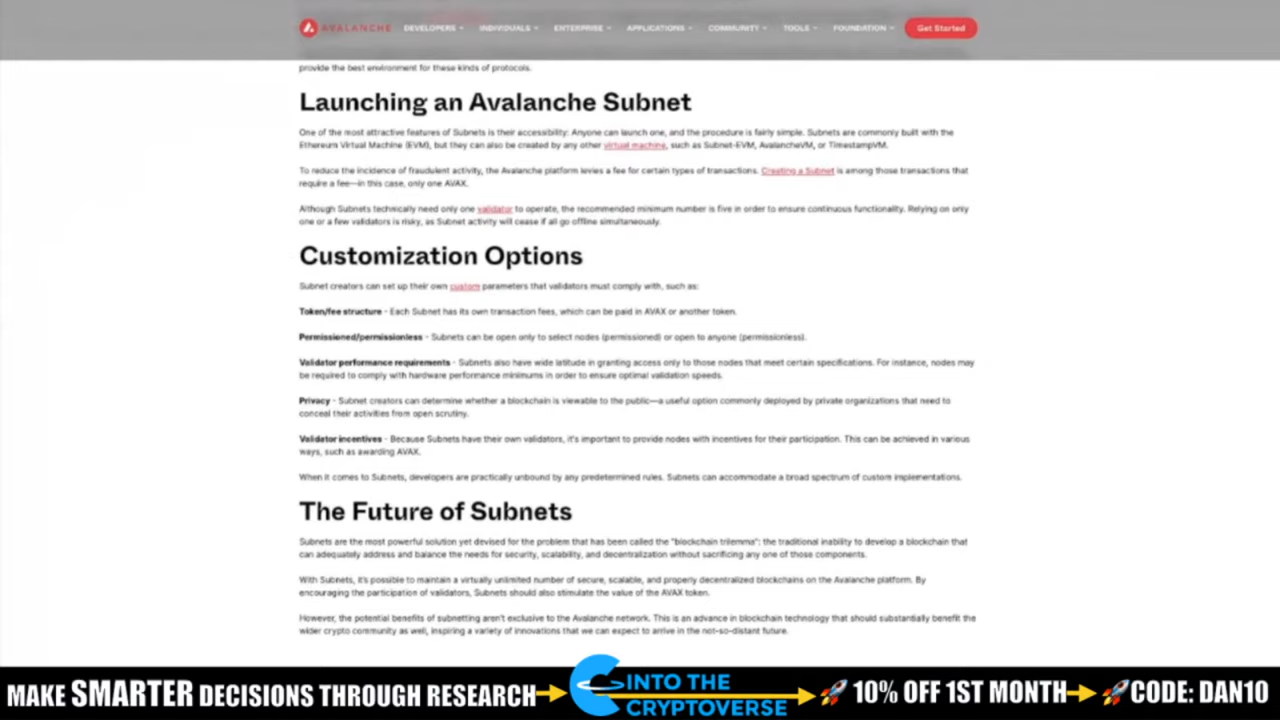 AVALANCHE DEVELOPERS INDIVIDUALS ENTERPRISE APPLICATIONS COMMUNITY TOOLS FOUNDATION Get Started
provide the best environment for these kinds of protocols.
Launching an Avalanche Subnet
One of the most attractive features of Subnets is their accessibility: Anyone can launch one, and the procedure is fairly simple. Subnets are commonly built with the
Ethereum Virtual Machine (EVM), but they can also be created by any other virtual machine, such as Subnet-EVM, AvalancheVM, or TimestampVM.
To reduce the incidence of fraudulent activity, the Avalanche platform levies a fee for certain types of transactions. Creating a Subnet is among those transactions that
require a fee—in this case, only one AVAX.
Although Subnets technically need only one validator to operate, the recommended minimum number is five in order to ensure continuous functionality. Relying on only
one or a few validators is risky, as Subnet activity will cease if all go offline simultaneously.
Customization Options
Subnet creators can set up their own custom parameters that validators must comply with, such as:
Token/fee structure - Each Subnet has its own transaction fees, which can be paid in AVAX or another token.
Permissioned/permissionless - Subnets can be open only to select nodes (permissioned) or open to anyone (permissionless).
Validator performance requirements - Subnets also have wide latitude in granting access only to those nodes that meet certain specifications. For instance, nodes may
be required to comply with hardware performance minimums in order to ensure optimal validation speeds.
Privacy - Subnet creators can determine whether a blockchain is viewable to the public—a useful option commonly deployed by private organizations that need to
conceal their activities from open scrutiny.
Validator incentives - Because Subnets have their own validators, it's important to provide nodes with incentives for their participation. This can be achieved in various
ways, such as awarding AVAX.
When it comes to Subnets, developers are practically unbound by any predetermined rules. Subnets can accommodate a broad spectrum of custom implementations.
The Future of Subnets
Subnets are the most powerful solution yet devised for the problem that has been called the "blockchain trilemma": the traditional inability to develop a blockchain that
can adequately address and balance the needs for security, scalability, and decentralization without sacrificing any one of those components.
With Subnets, it's possible to maintain a virtually unlimited number of secure, scalable, and properly decentralized blockchains on the Avalanche platform. By
encouraging the participation of validators, Subnets should also stimulate the value of the AVAX token.
However, the potential benefits of subnetting aren't exclusive to the Avalanche network. This is an advance in blockchain technology that should substantially benefit the
wider crypto community as well, inspiring a variety of innovations that we can expect to arrive in the not-so-distant future.
MAKE SMARTER DECISIONS THROUGH RESEARCH INTO THE CRYPTOVERSE 10% OFF 1ST MONTH CODE: DAN10